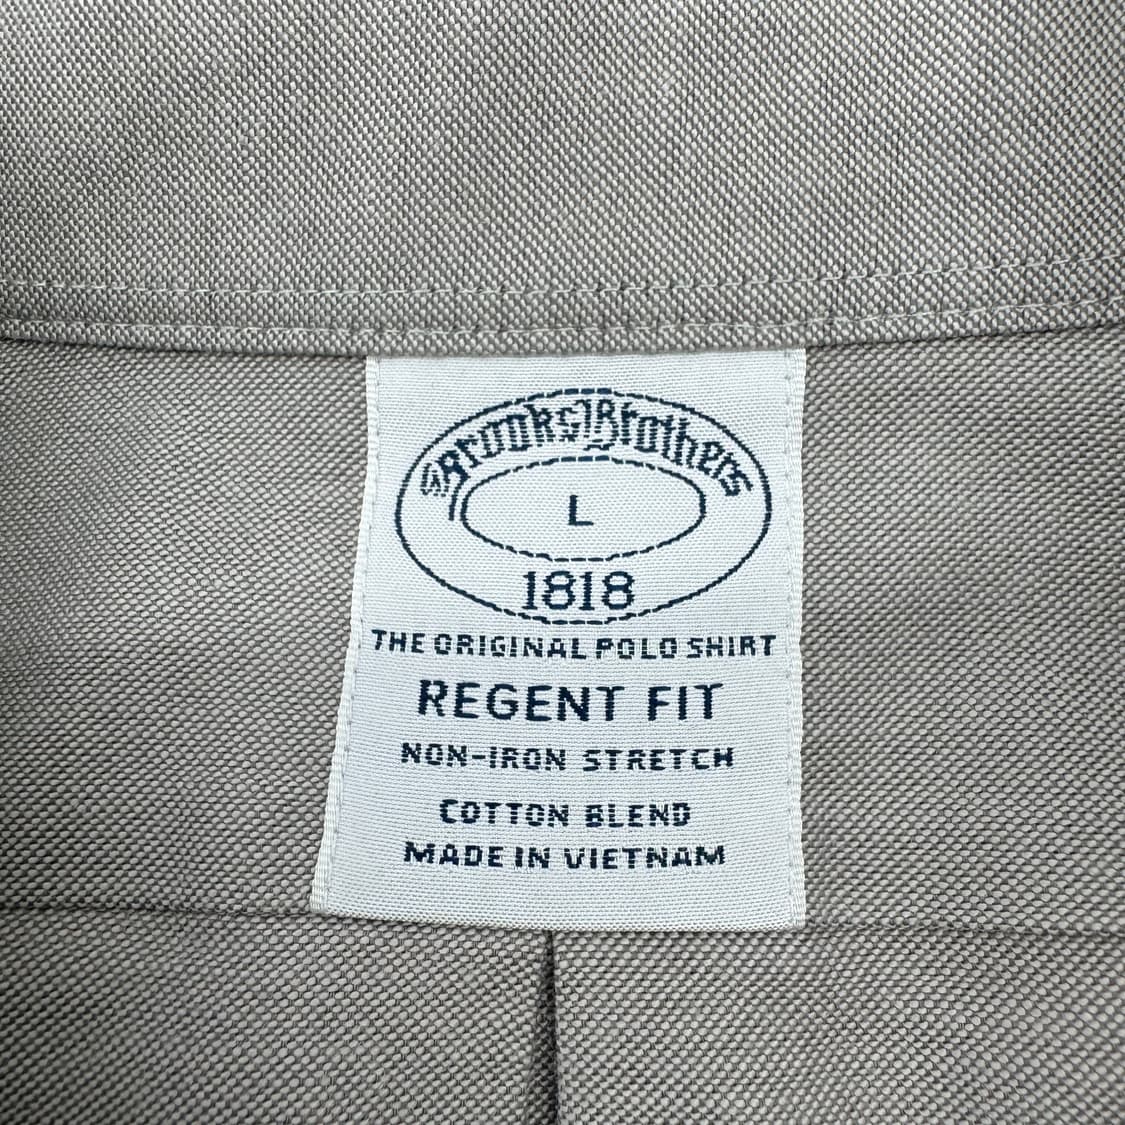 Brooks Brothers
L
1818
THE ORIGINAL POLO SHIRT
REGENT FIT
NON-IRON STRETCH
COTTON BLEND
MADE IN VIETNAM